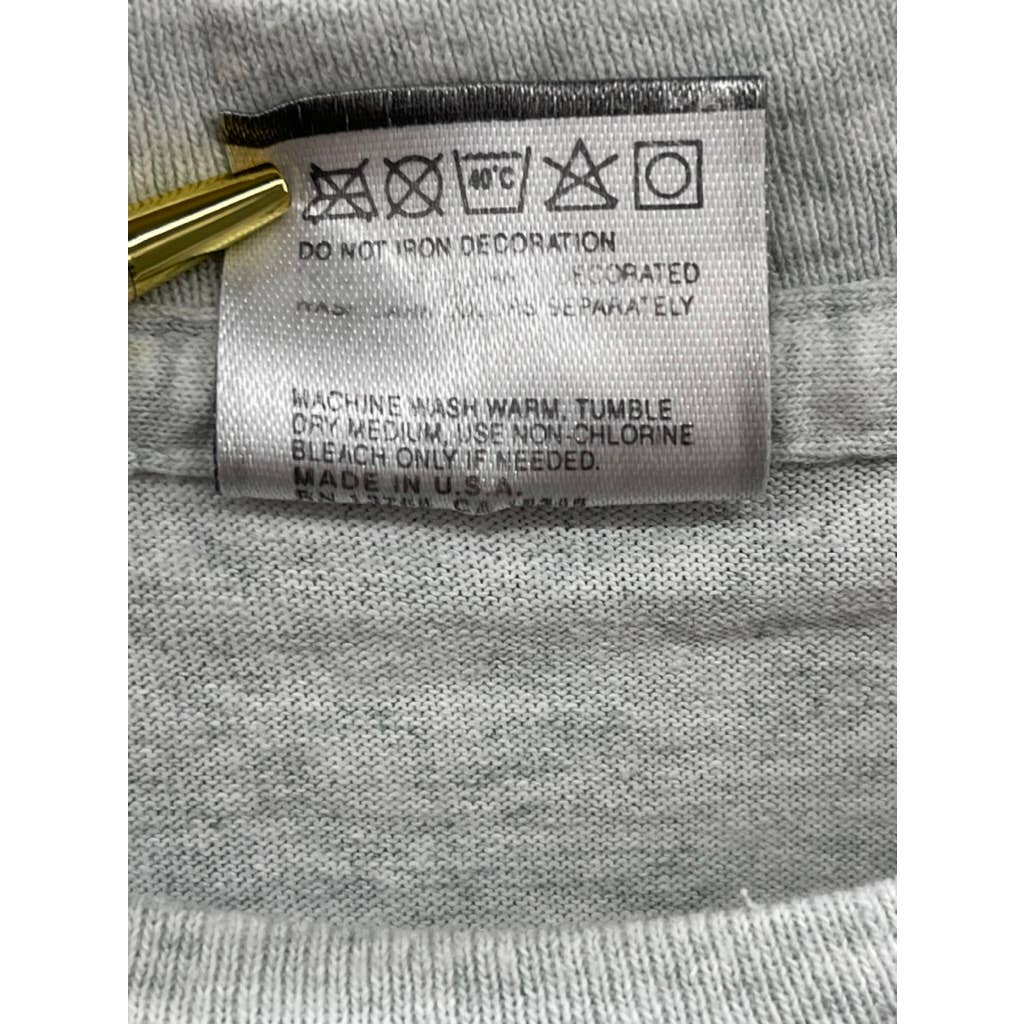 40°C
DO NOT IRON DECORATION
DECORATED
SEPARATELY
MACHINE WASH WARM, TUMBLE
DRY MEDIUM, USE NON-CHLORINE
BLEACH ONLY IF NEEDED.
MADE IN U.S.A.
RN